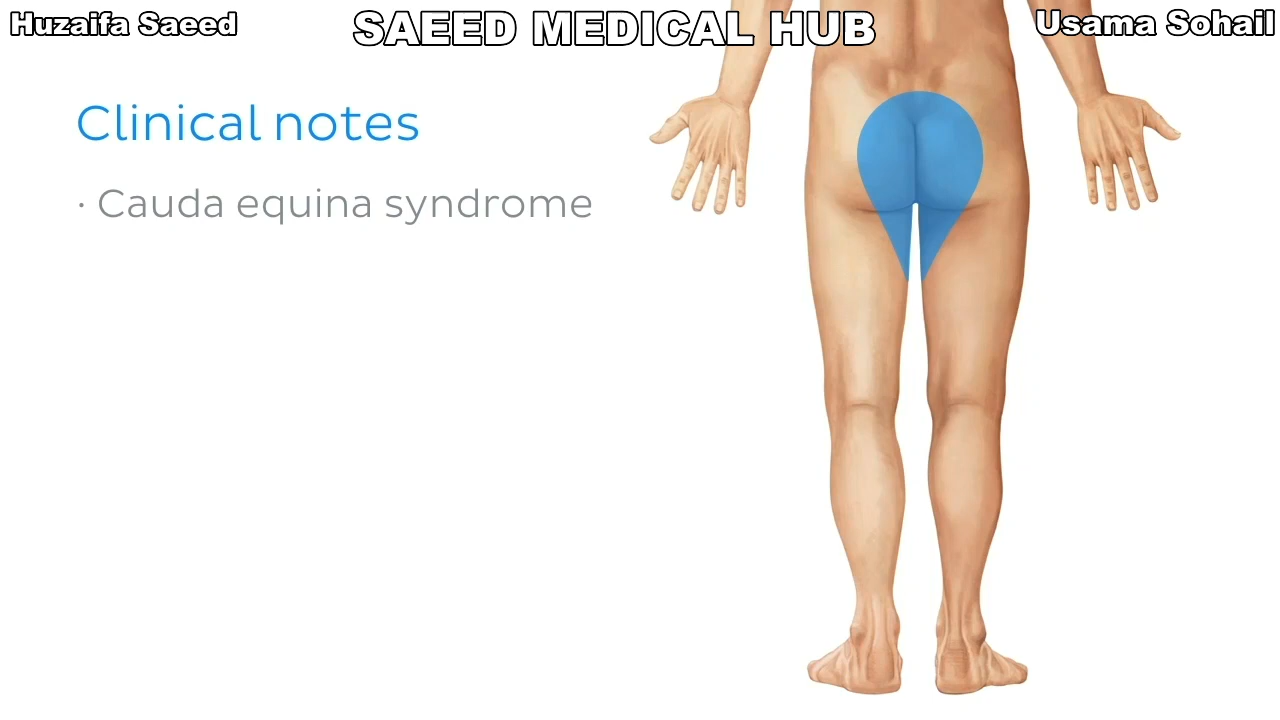 Huzaifa Saeed
SAEED MEDICAL HUB
Usama Sohail
Clinical notes
· Cauda equina syndrome